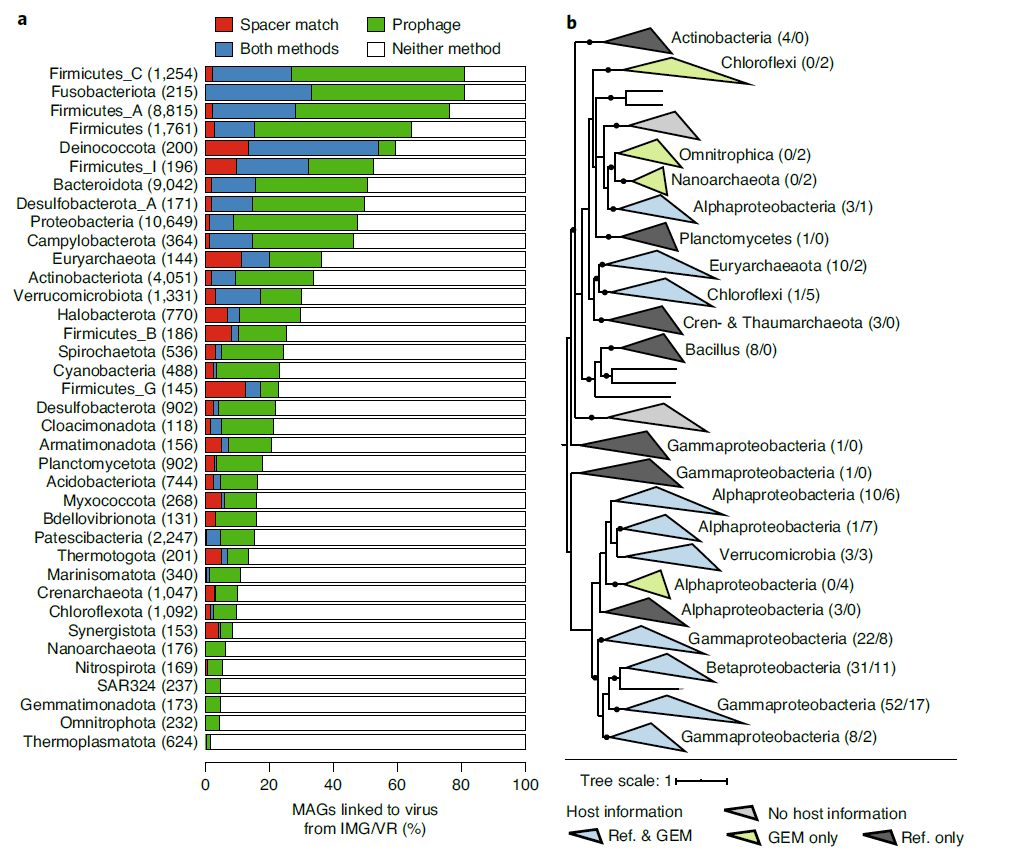 a
Spacer match
Prophage
Both methods
Neither method
Firmicutes_C (1,254)
Fusobacteriota (215)
Firmicutes_A (8,815)
Firmicutes (1,761)
Deinococcota (200)
Firmicutes_I (196)
Bacteroidota (9,042)
Desulfobacterota_A (171)
Proteobacteria (10,649)
Campylobacterota (364)
Euryarchaeota (144)
Actinobacteriota (4,051)
Verrucomicrobiota (1,331)
Halobacterota (770)
Firmicutes_B (186)
Spirochaetota (536)
Cyanobacteria (488)
Firmicutes_G (145)
Desulfobacterota (902)
Cloacimonadota (118)
Armatimonadota (156)
Planctomycetota (902)
Acidobacteriota (744)
Myxococcota (268)
Bdellovibrionota (131)
Patescibacteria (2,247)
Thermotogota (201)
Marinisomatota (340)
Crenarchaeota (1,047)
Chloroflexota (1,092)
Synergistota (153)
Nanoarchaeota (176)
Nitrospirota (169)
SAR324 (237)
Gemmatimonadota (173)
Omnitrophota (232)
Thermoplasmatota (624)
0 20 40 60 80 100
MAGs linked to virus
from IMG/VR (%)
b
Actinobacteria (4/0)
Chloroflexi (0/2)
Omnitrophica (0/2)
Nanoarchaeota (0/2)
Alphaproteobacteria (3/1)
Planctomycetes (1/0)
Euryarchaeaota (10/2)
Chloroflexi (1/5)
Cren- & Thaumarchaeota (3/0)
Bacillus (8/0)
Gammaproteobacteria (1/0)
Gammaproteobacteria (1/0)
Alphaproteobacteria (10/6)
Alphaproteobacteria (1/7)
Verrucomicrobia (3/3)
Alphaproteobacteria (0/4)
Alphaproteobacteria (3/0)
Gammaproteobacteria (22/8)
Betaproteobacteria (31/11)
Gammaproteobacteria (52/17)
Gammaproteobacteria (8/2)
Tree scale: 1
Host information
No host information
Ref. & GEM
GEM only
Ref. only